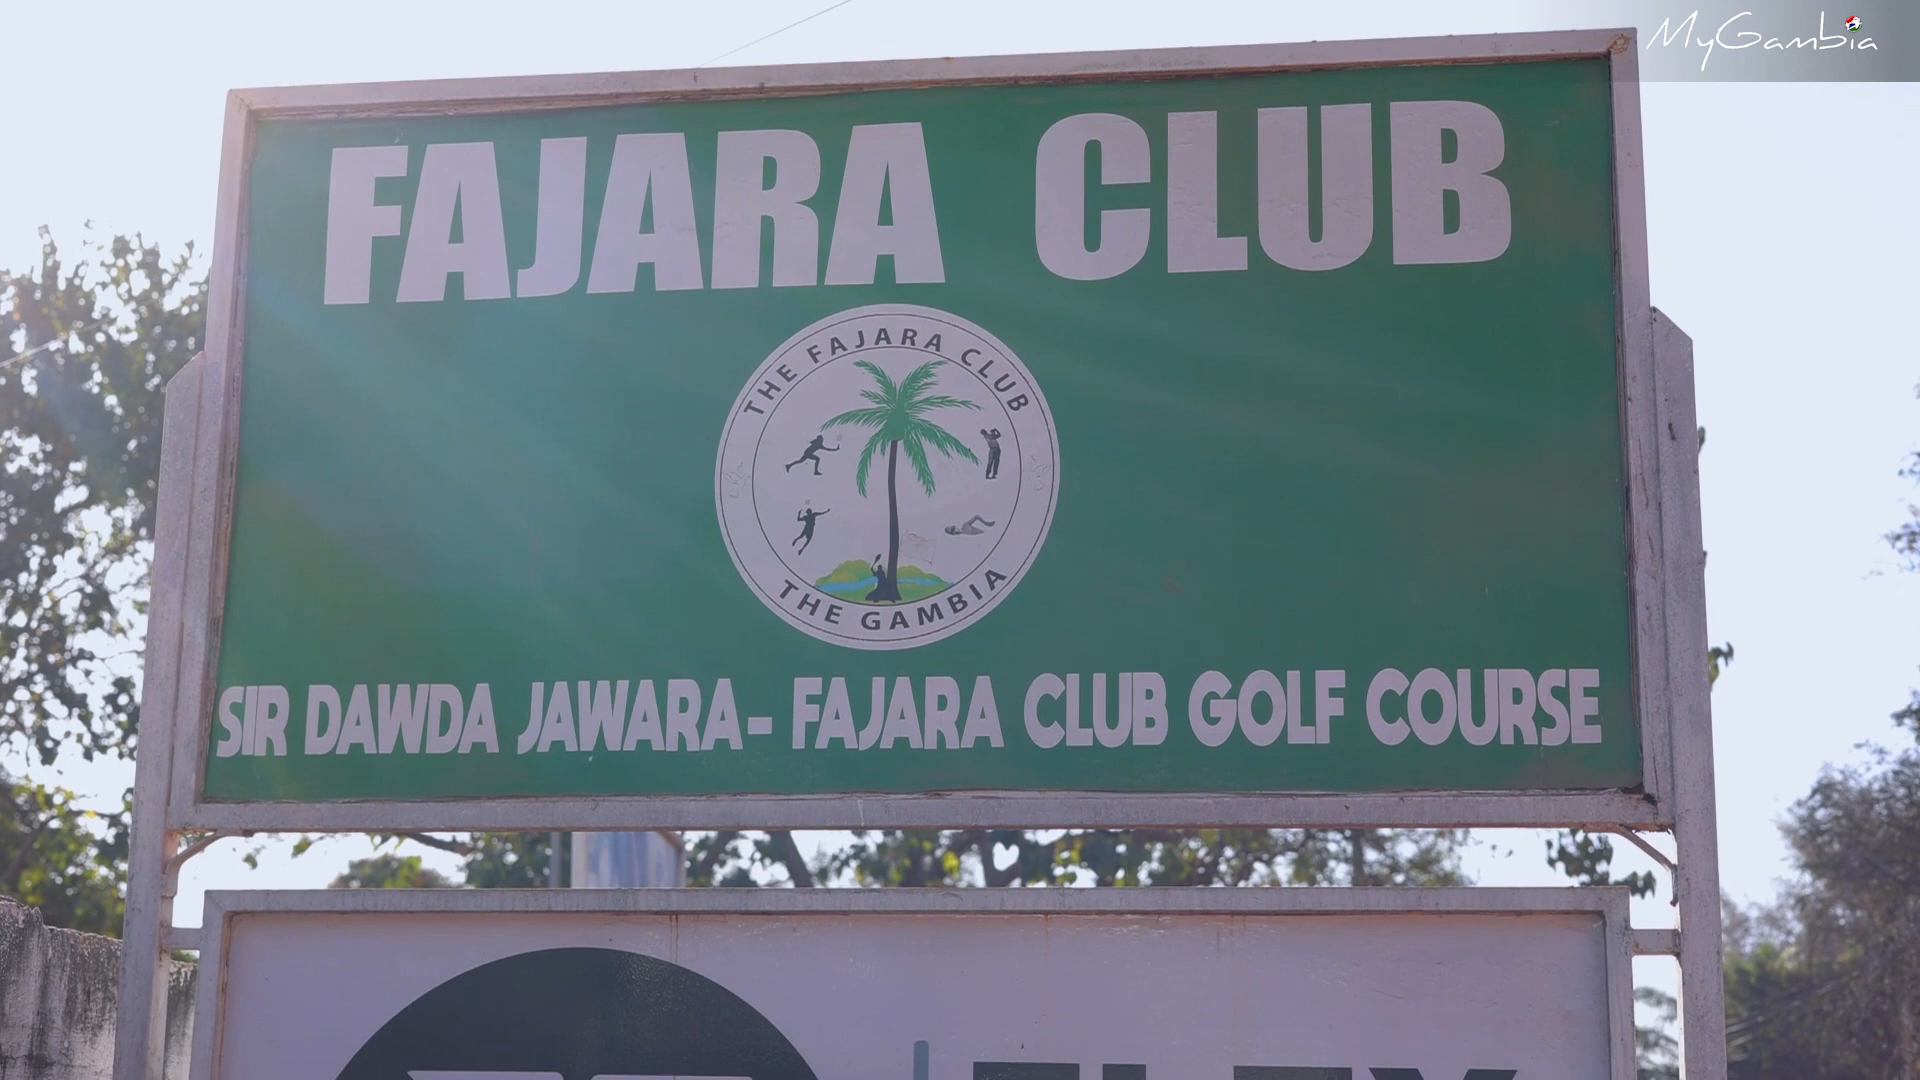 MyGambia
FAJARA CLUB
THE FAJARA CLUB
THE GAMBIA
SIR DAWDA JAWARA- FAJARA CLUB GOLF COURSE